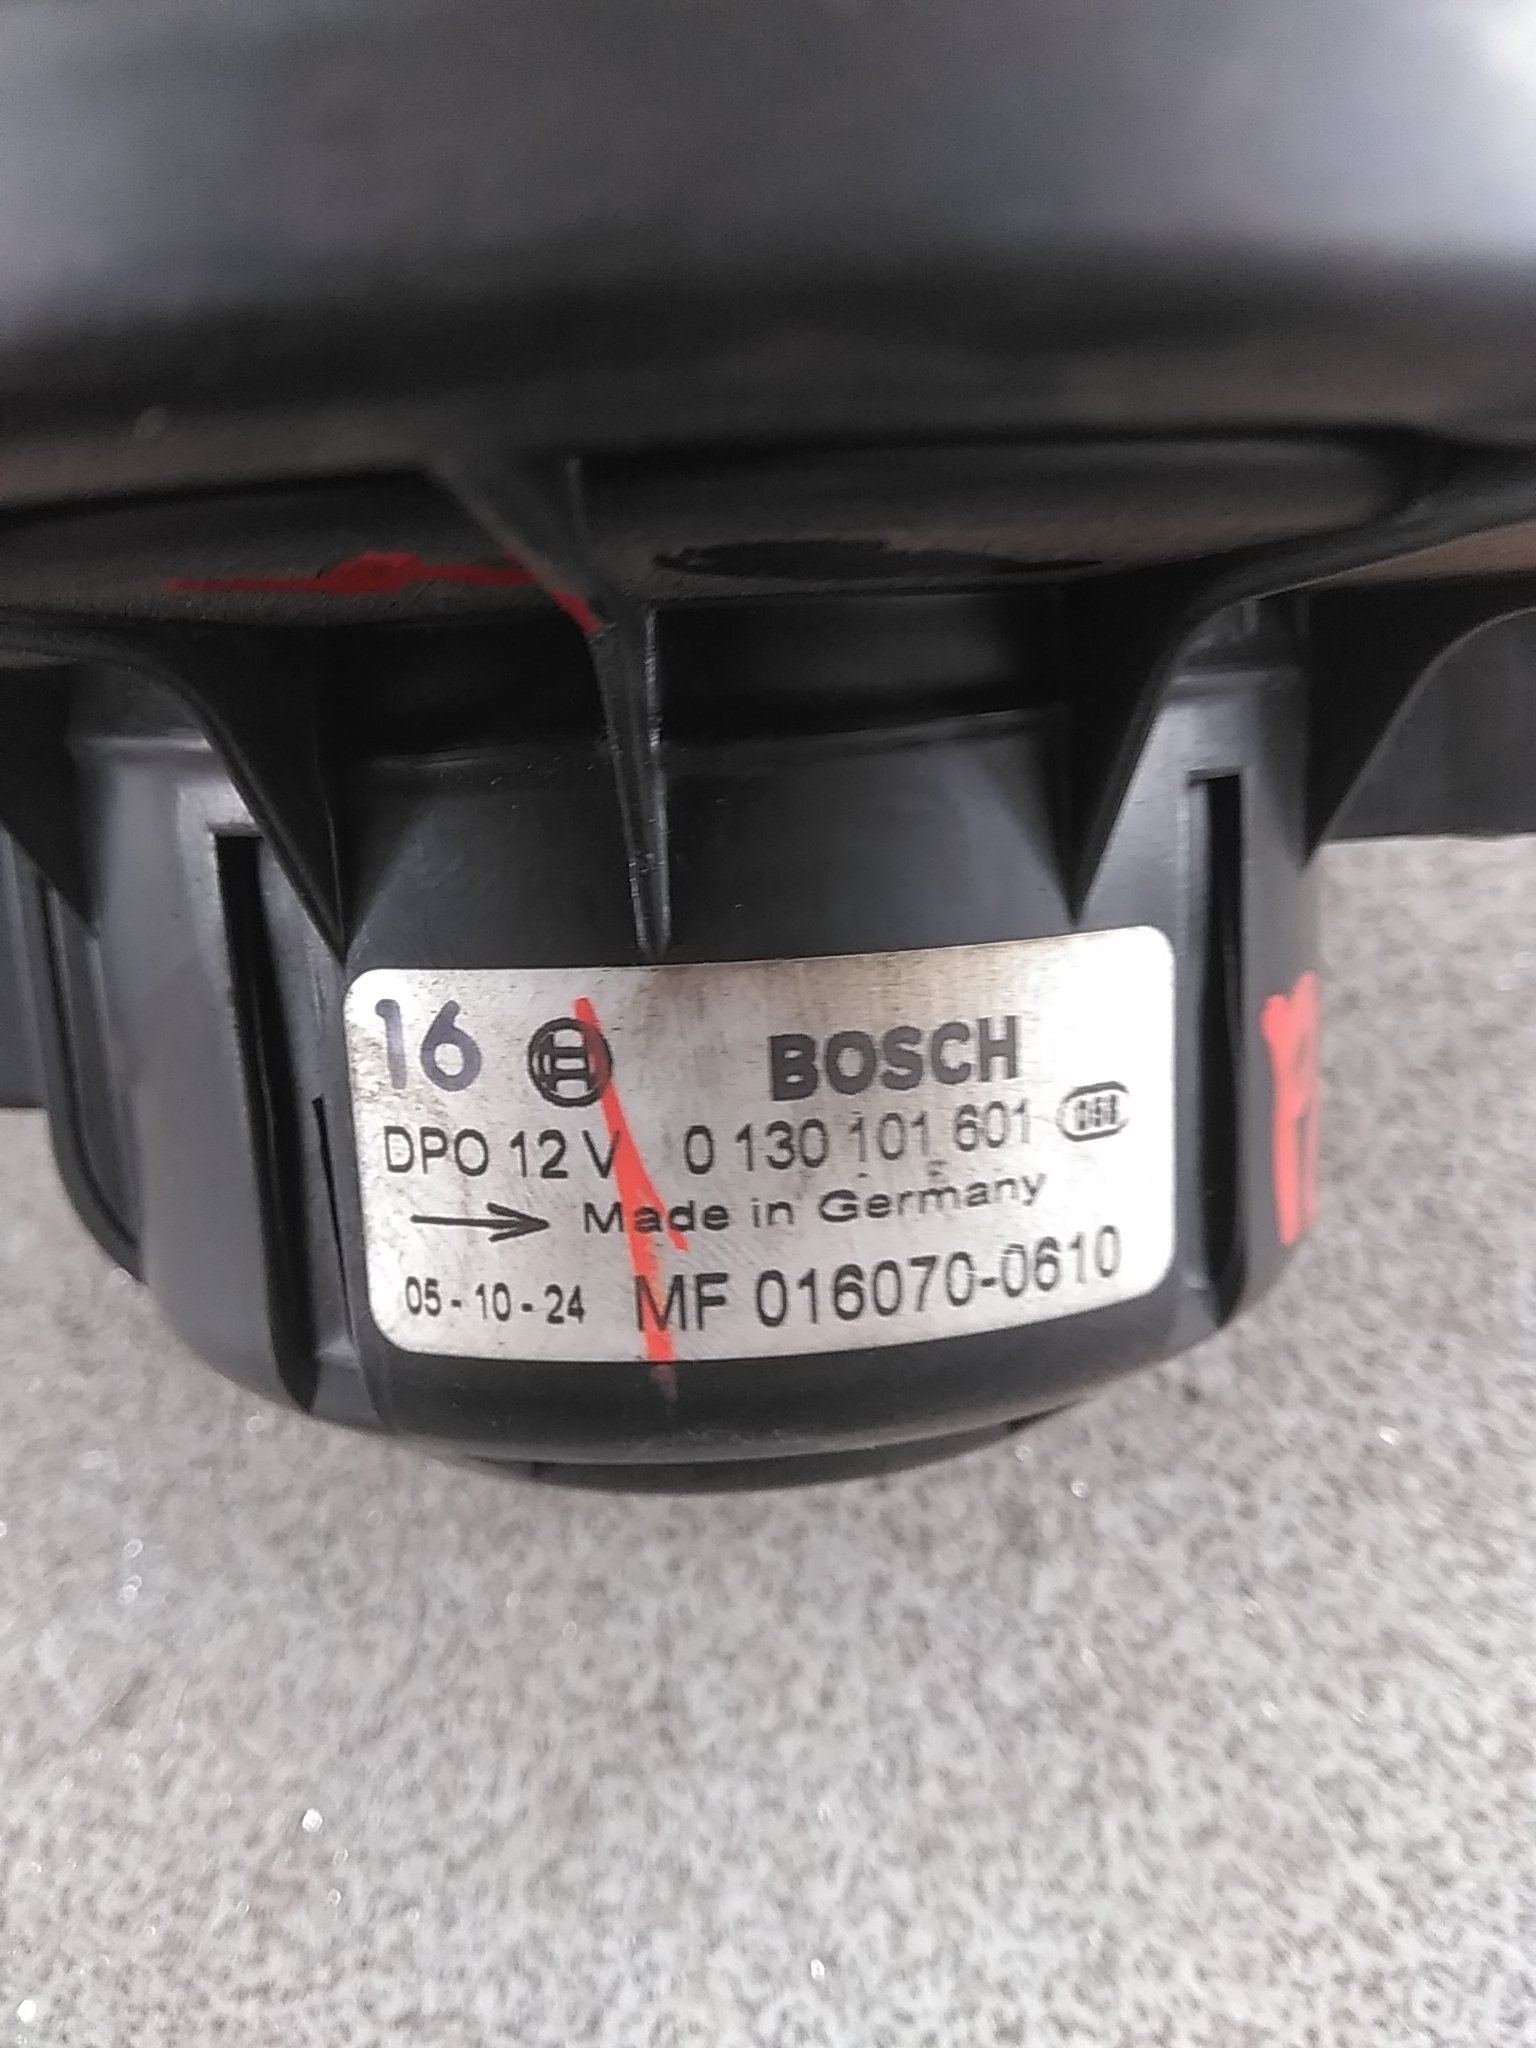 16 BOSCH
DPO 12 V 0 130 101 601
Made in Germany
05-10-24 MF 016070-0610